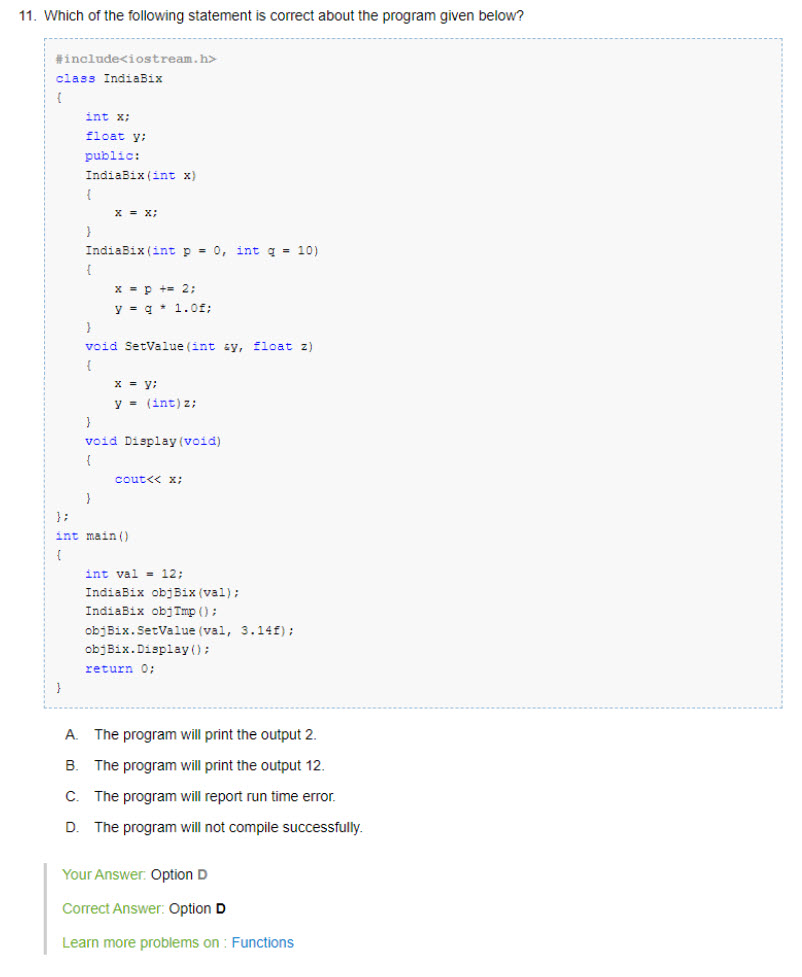 11. Which of the following statement is correct about the program given below?
#include<iostream.h>
class IndiaBix
{
    int x;
    float y;
    public:
    IndiaBix(int x)
    {
        x = x;
    }
    IndiaBix(int p = 0, int q = 10)
    {
        x = p += 2;
        y = q * 1.0f;
    }
    void SetValue(int &y, float z)
    {
        x = y;
        y = (int)z;
    }
    void Display(void)
    {
        cout<< x;
    }
};
int main()
{
    int val = 12;
    IndiaBix objBix(val);
    IndiaBix objTmp();
    objBix.SetValue(val, 3.14f);
    objBix.Display();
    return 0;
}
A. The program will print the output 2.
B. The program will print the output 12.
C. The program will report run time error.
D. The program will not compile successfully.
Your Answer: Option D
Correct Answer: Option D
Learn more problems on : Functions